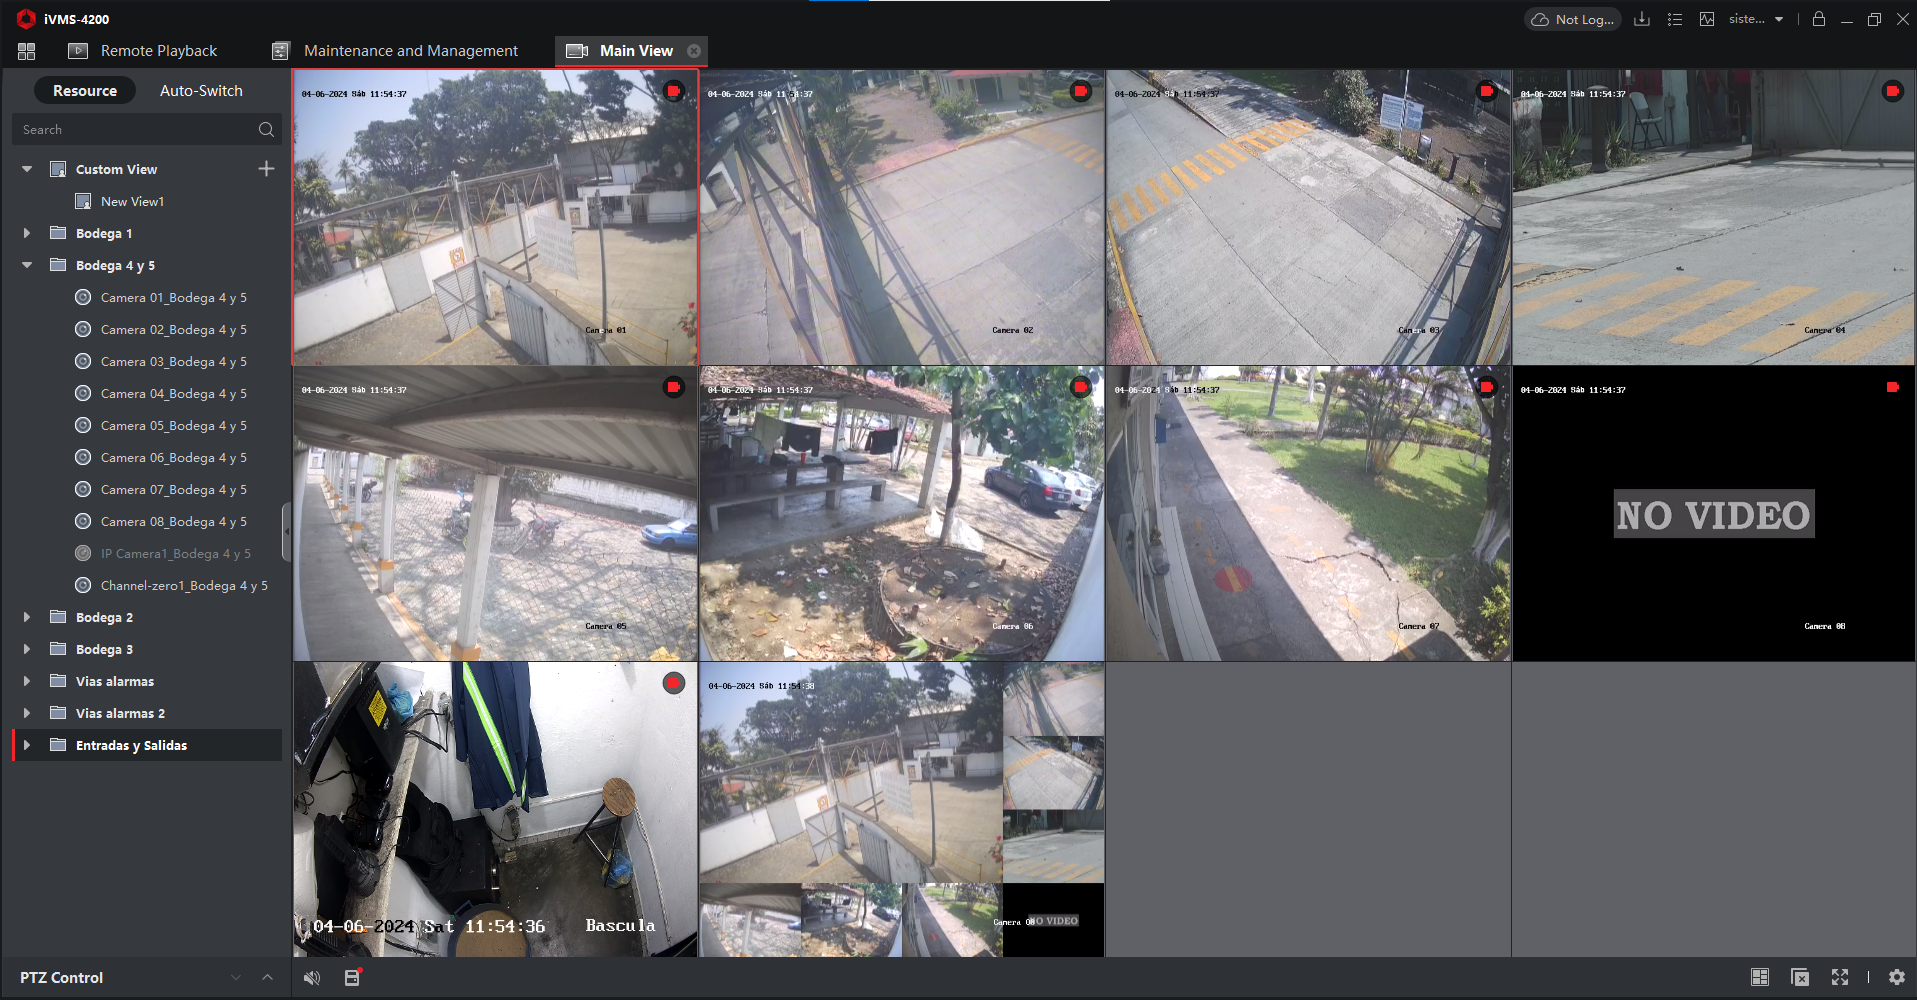 iVMS-4200
Not Log...
siste...
Remote Playback
Maintenance and Management
Main View
Resource
Auto-Switch
Search
Custom View
New View1
Bodega 1
Bodega 4 y 5
Camera 01_Bodega 4 y 5
Camera 02_Bodega 4 y 5
Camera 03_Bodega 4 y 5
Camera 04_Bodega 4 y 5
Camera 05_Bodega 4 y 5
Camera 06_Bodega 4 y 5
Camera 07_Bodega 4 y 5
Camera 08_Bodega 4 y 5
IP Camera1_Bodega 4 y 5
Channel-zero1_Bodega 4 y 5
Bodega 2
Bodega 3
Vias alarmas
Vias alarmas 2
Entradas y Salidas
PTZ Control
04-06-2024 Sáb 11:54:37
Camera 01
04-06-2024 Sáb 11:54:37
Camera 02
04-06-2024 Sáb 11:54:37
Camera 03
04-06-2024 Sáb 11:54:37
Camera 04
04-06-2024 Sáb 11:54:37
Camera 05
04-06-2024 Sáb 11:54:37
Camera 06
04-06-2024 Sáb 11:54:37
Camera 07
04-06-2024 Sáb 11:54:37
NO VIDEO
Camera 08
04-06-2024 Sat 11:54:36
Bascula
04-06-2024 Sáb 11:54:38
Camera 08
NO VIDEO